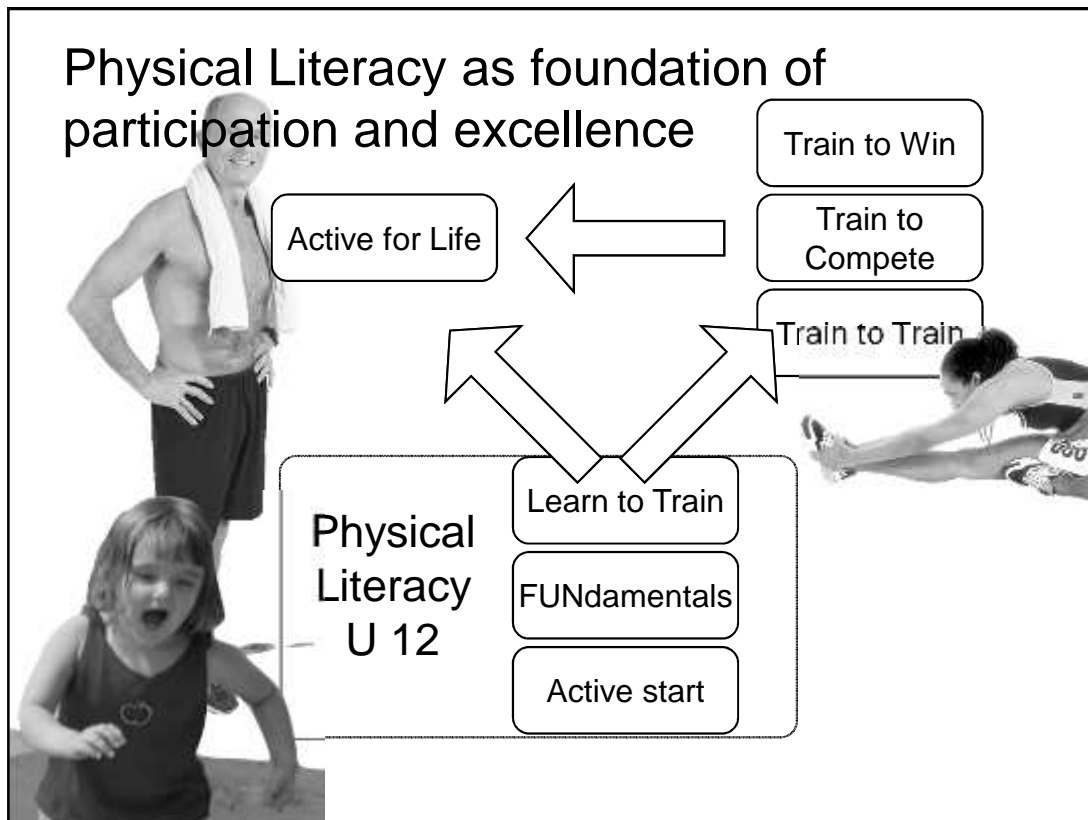 Physical Literacy as foundation of
participation and excellence
Train to Win
Active for Life
Train to
Compete
Train to Train
Physical
Literacy
U 12
Learn to Train
FUNdamentals
Active start